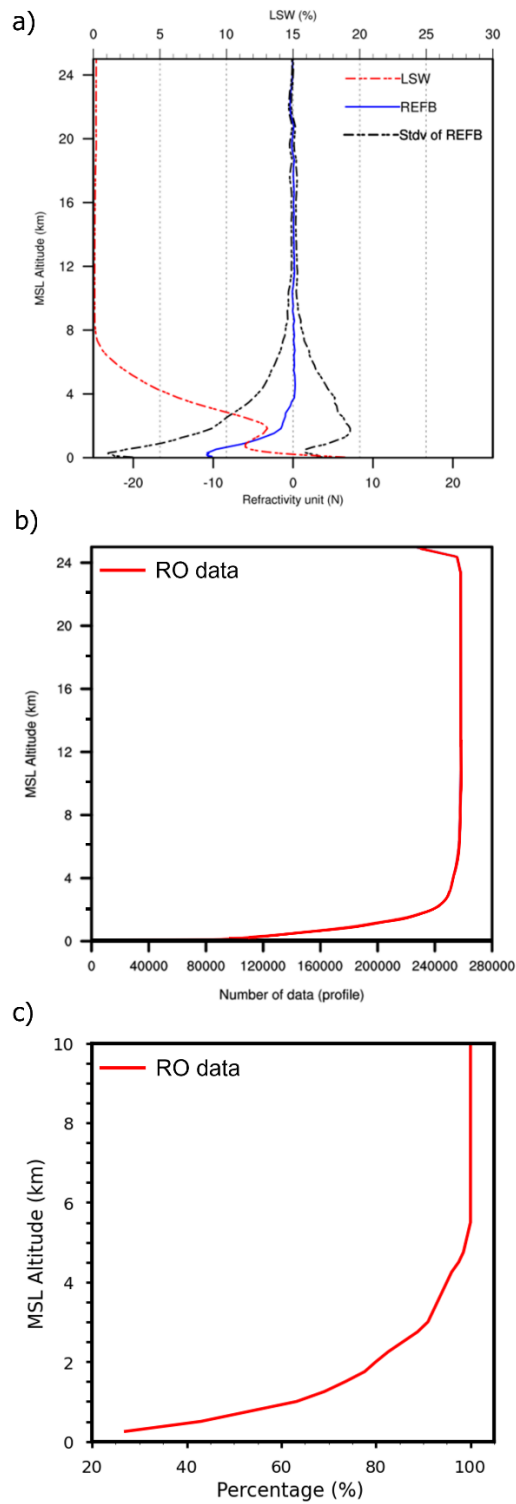 a)
LSW (%)
0 5 10 15 20 25 30
LSW
REFB
Stdv of REFB
24
20
16
12
8
4
0
MSL Altitude (km)
-20 -10 0 10 20
Refractivity unit (N)
b)
RO data
24
20
16
12
8
4
0
MSL Altitude (km)
0 40000 80000 120000 160000 200000 240000 280000
Number of data (profile)
c)
RO data
10
8
6
4
2
0
MSL Altitude (km)
20 40 60 80 100
Percentage (%)